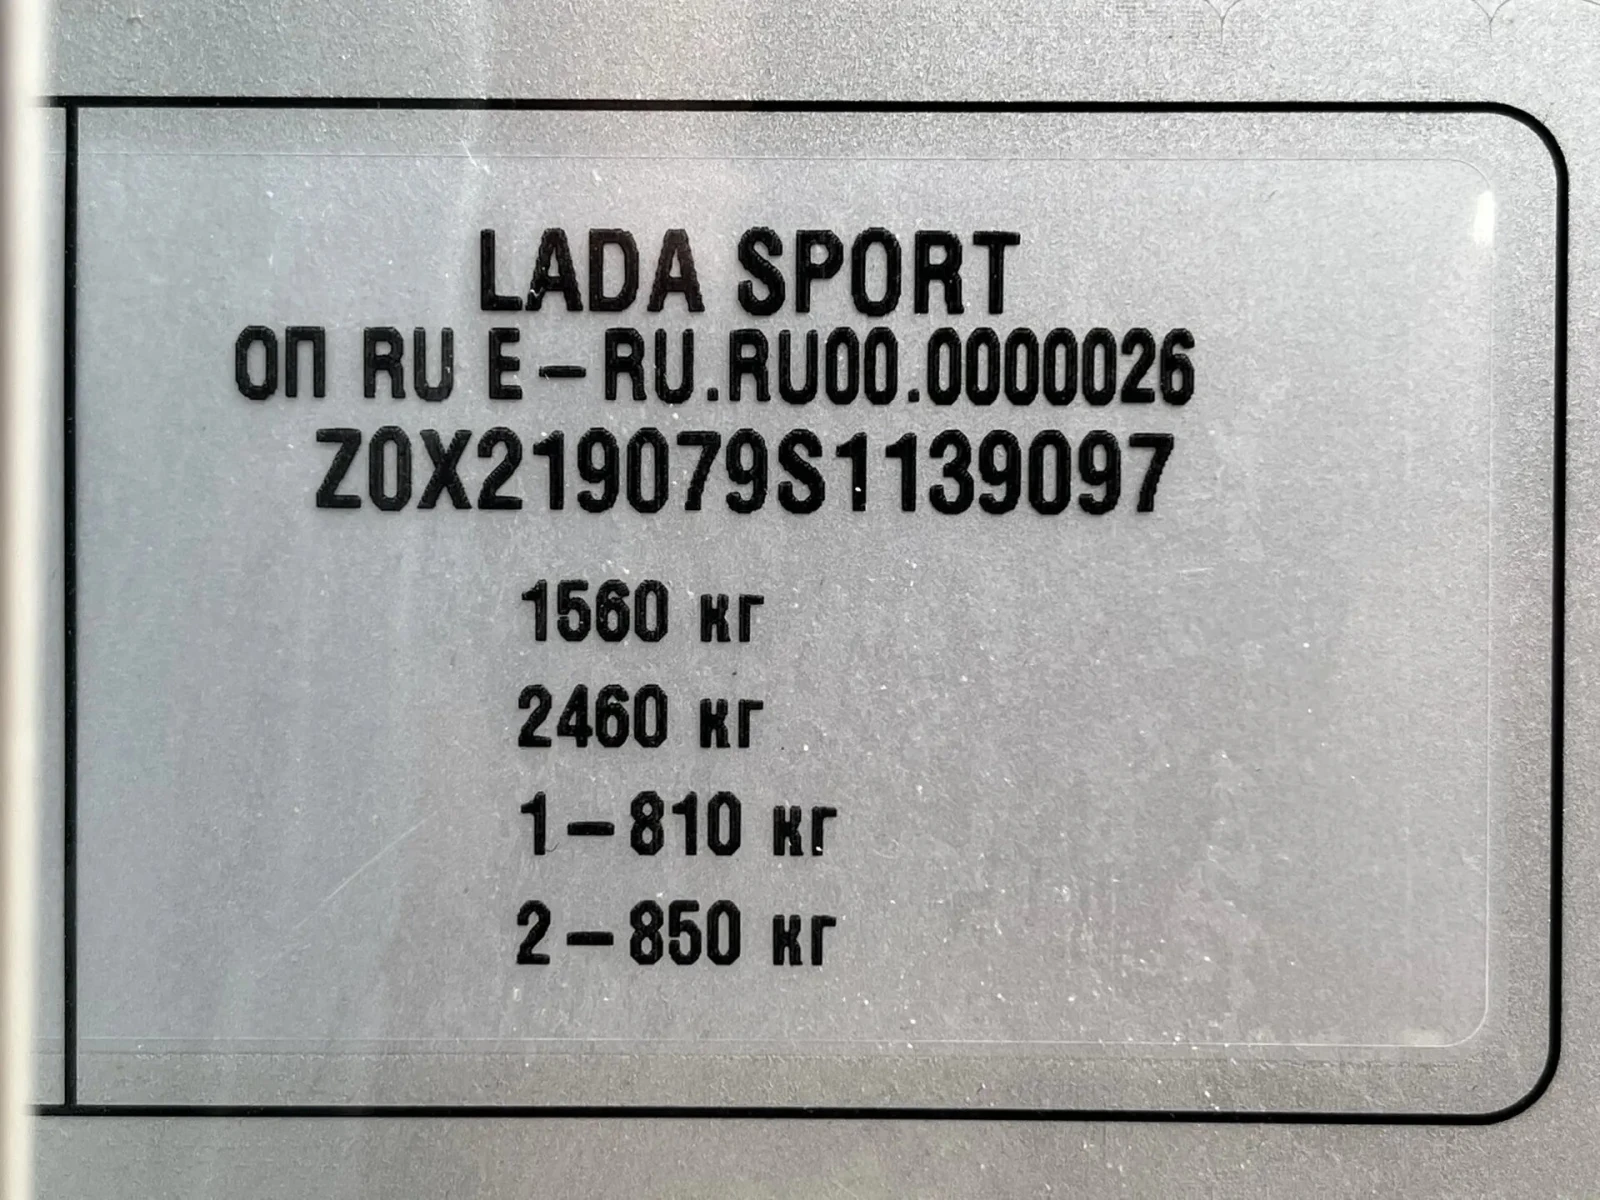 LADA SPORT
ОП RU E-RU.RU00.0000026
Z0X219079S1139097
1560 кг
2460 кг
1-810 кг
2-850 кг